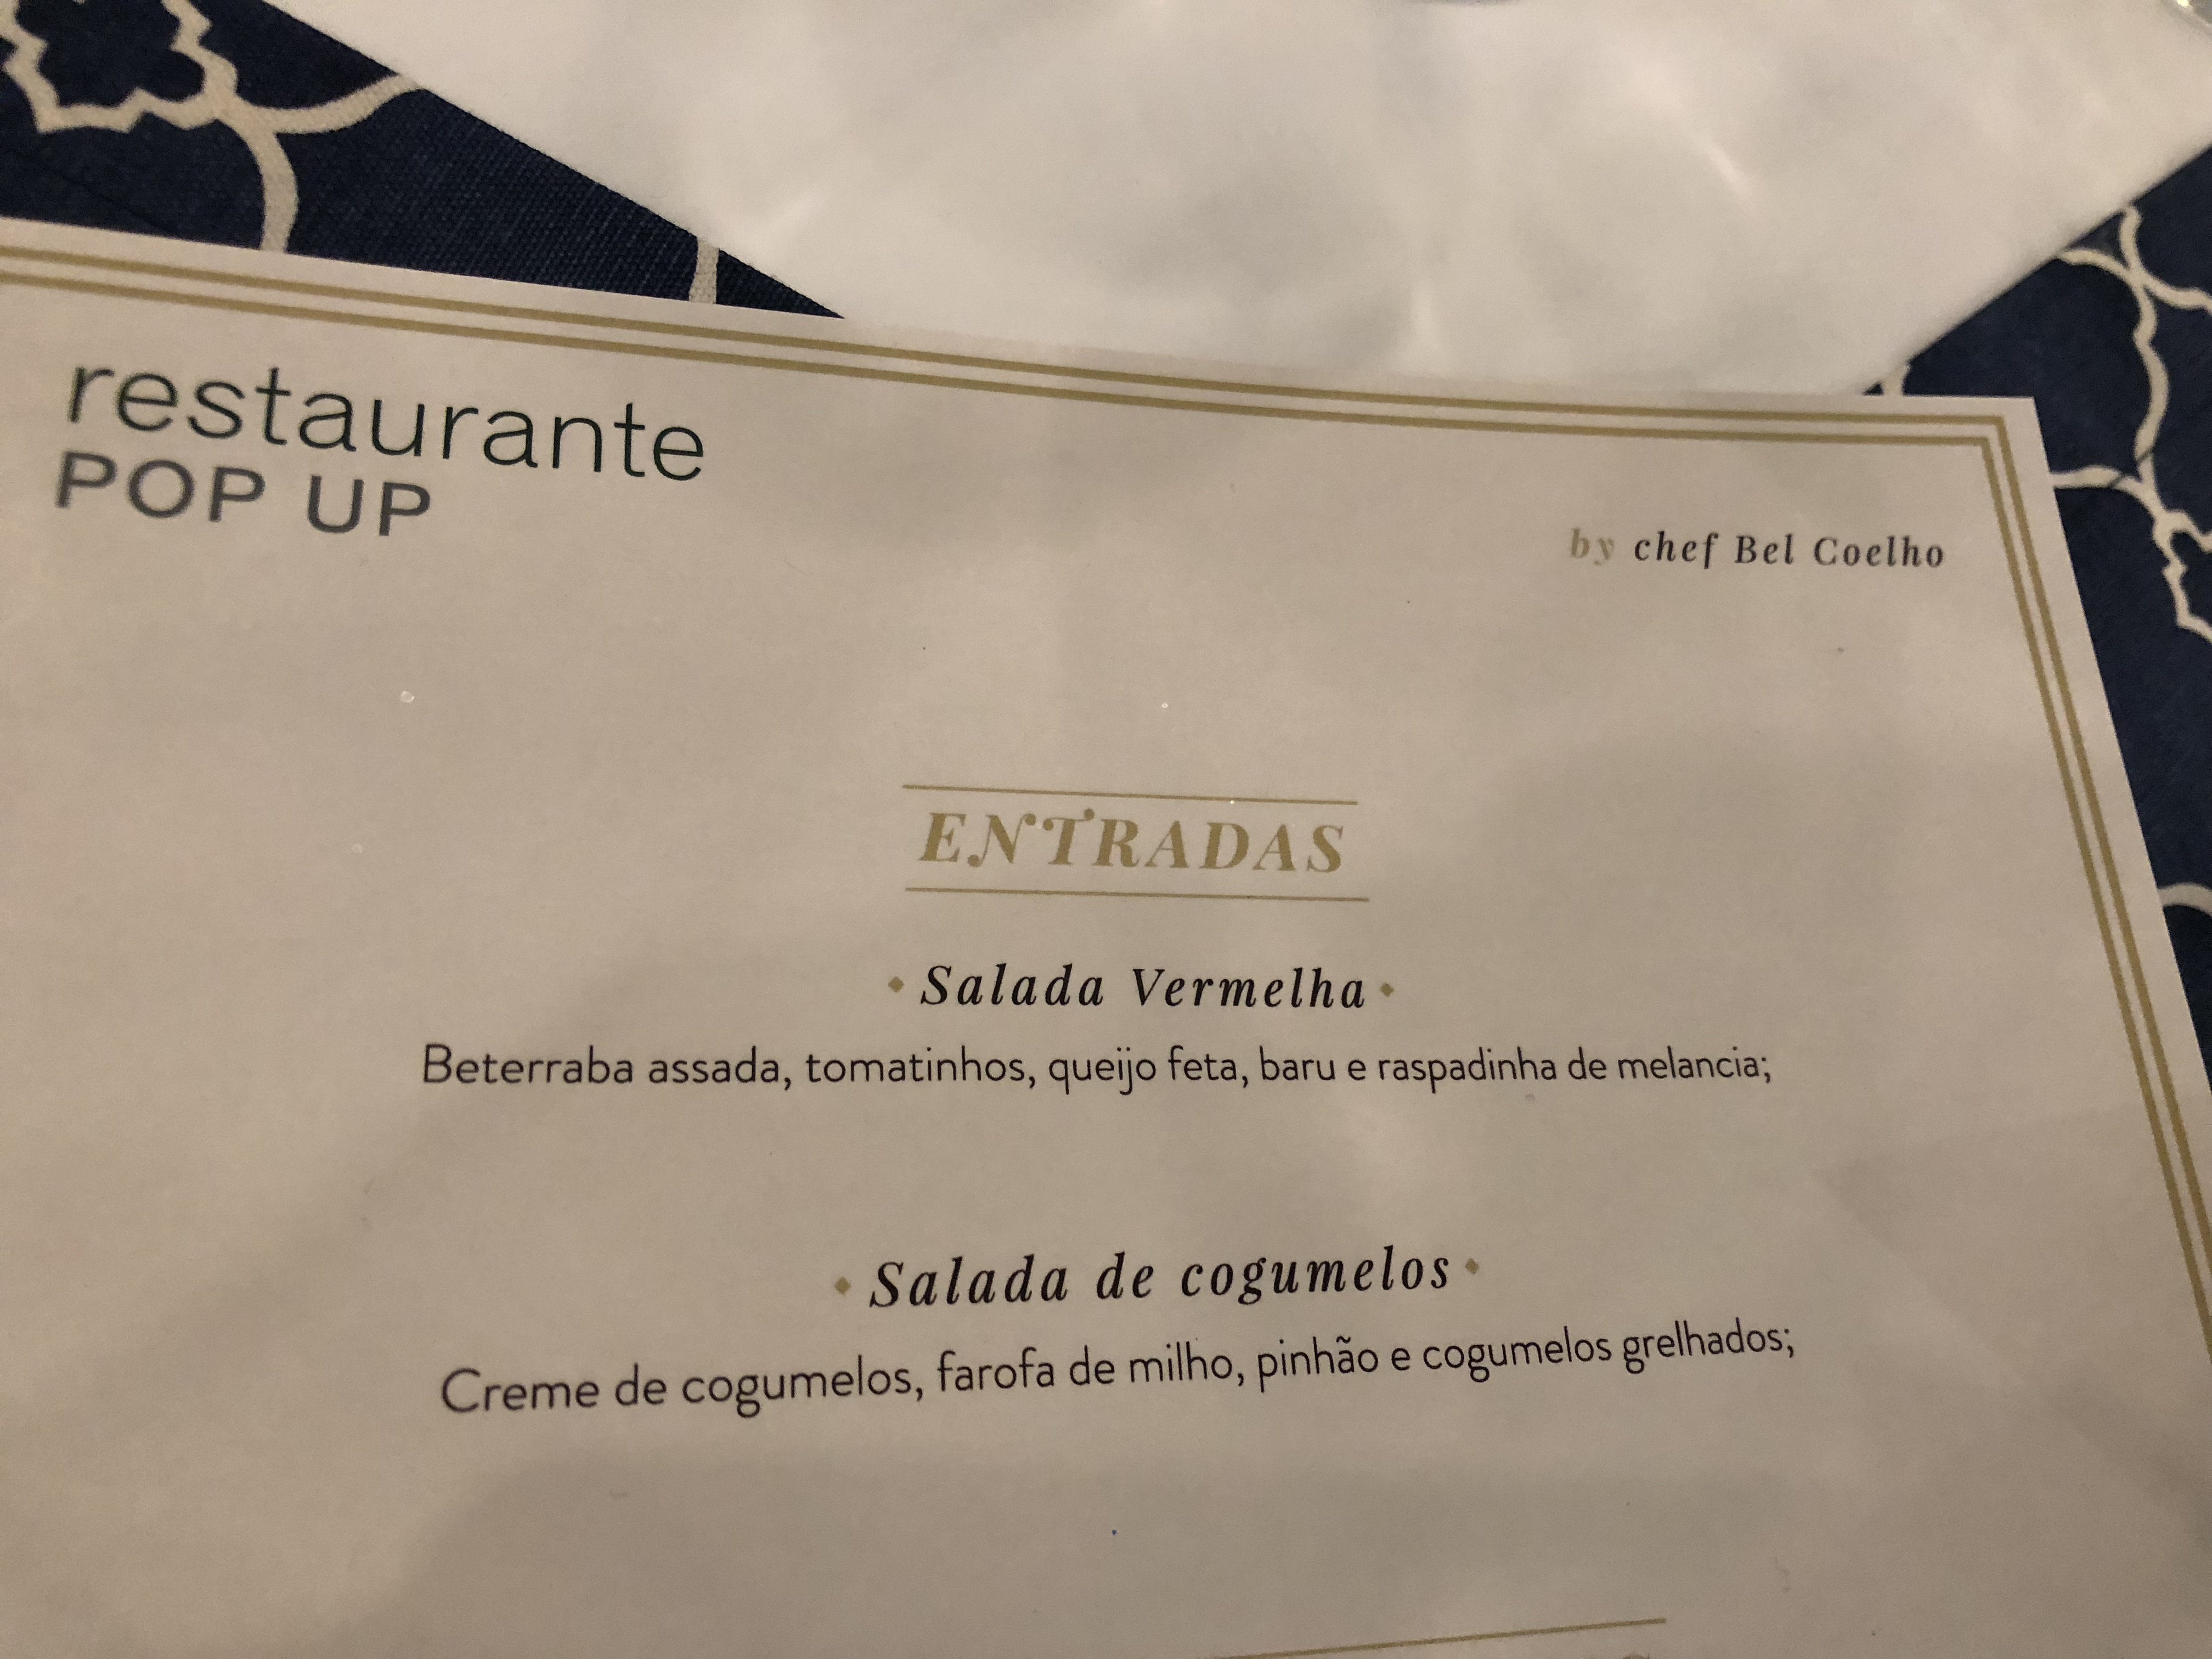 restaurante
POP UP
by chef Bel Coelho
ENTRADAS
• Salada Vermelha •
Beterraba assada, tomatinhos, queijo feta, baru e raspadinha de melancia;
• Salada de cogumelos •
Creme de cogumelos, farofa de milho, pinhão e cogumelos grelhados;